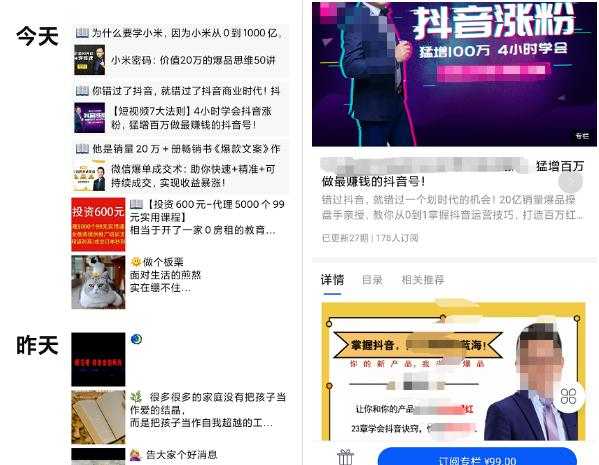 今天
为什么要学小米，因为小米从0到1000亿，
小米密码：价值20万的爆品思维50讲
你错过了抖音，就错过了抖音商业时代！抖
【短视频7大法则】4小时学会抖音涨
粉，猛增百万做最赚钱的抖音号！
他是销量20万+册畅销书《爆款文案》作
微信爆单成交术：助你快速+精准+可
持续成交，实现收益暴涨！
投资600元
【投资600元-代理5000个99
元实用课程】
相当于开了一家0房租的教育...
做个板栗
面对生活的煎熬
实在绷不住...
昨天
很多很多的家庭没有把孩子当
作爱的结晶，
而是把孩子当作自我超越的工...
告大家个好消息
抖音涨粉
猛增100万 4小时学会
专栏
猛增百万
做最赚钱的抖音号！
错过抖音，就错过一个划时代的机会！20亿销量爆品操
盘手亲授，教你从0到1掌握抖音运营技巧，打造百万红...
已更新27期 | 178人订阅
详情 目录 相关推荐
掌握抖音，
蓝海！
你的新产品，我
爆品
让你和你的产品
红
23章学会抖音诀窍，
订阅专栏 ¥99.00